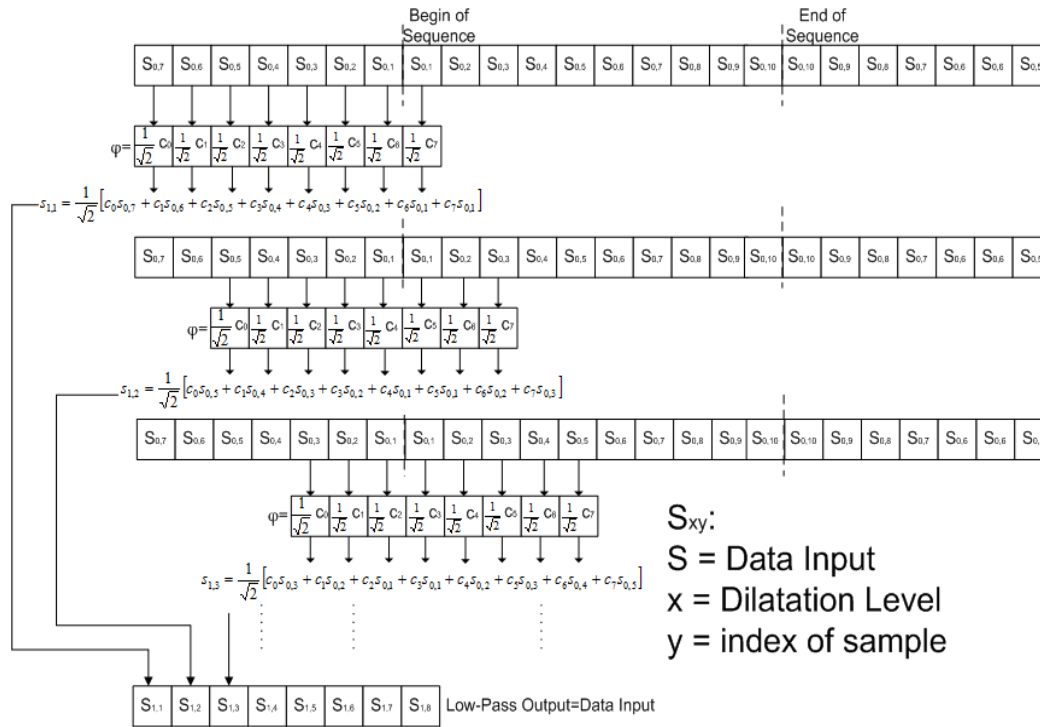 Begin of Sequence
End of Sequence
S0,7 S0,6 S0,5 S0,4 S0,3 S0,2 S0,1 S0,1 S0,2 S0,3 S0,4 S0,5 S0,6 S0,7 S0,8 S0,9 S0,10 S0,10 S0,9 S0,8 S0,7 S0,6 S0,6 S0,5
φ= 1/√2 C0 1/√2 C1 1/√2 C2 1/√2 C3 1/√2 C4 1/√2 C5 1/√2 C6 1/√2 C7
s1,1 = 1/√2 [c0s0,7 + c1s0,6 + c2s0,5 + c3s0,4 + c4s0,3 + c5s0,2 + c6s0,1 + c7s0,1]
S0,7 S0,6 S0,5 S0,4 S0,3 S0,2 S0,1 S0,1 S0,2 S0,3 S0,4 S0,5 S0,6 S0,7 S0,8 S0,9 S0,10 S0,10 S0,9 S0,8 S0,7 S0,6 S0,6 S0,5
φ= 1/√2 C0 1/√2 C1 1/√2 C2 1/√2 C3 1/√2 C4 1/√2 C5 1/√2 C6 1/√2 C7
s1,2 = 1/√2 [c0s0,5 + c1s0,4 + c2s0,3 + c3s0,2 + c4s0,1 + c5s0,1 + c6s0,2 + c7s0,3]
S0,7 S0,6 S0,5 S0,4 S0,3 S0,2 S0,1 S0,1 S0,2 S0,3 S0,4 S0,5 S0,6 S0,7 S0,8 S0,9 S0,10 S0,10 S0,9 S0,8 S0,7 S0,6 S0,6 S0,
φ= 1/√2 C0 1/√2 C1 1/√2 C2 1/√2 C3 1/√2 C4 1/√2 C5 1/√2 C6 1/√2 C7
s1,3 = 1/√2 [c0s0,3 + c1s0,2 + c2s0,1 + c3s0,1 + c4s0,2 + c5s0,3 + c6s0,4 + c7s0,5]
Sxy:
S = Data Input
x = Dilatation Level
y = index of sample
S1,1 S1,2 S1,3 S1,4 S1,5 S1,6 S1,7 S1,8 Low-Pass Output=Data Input